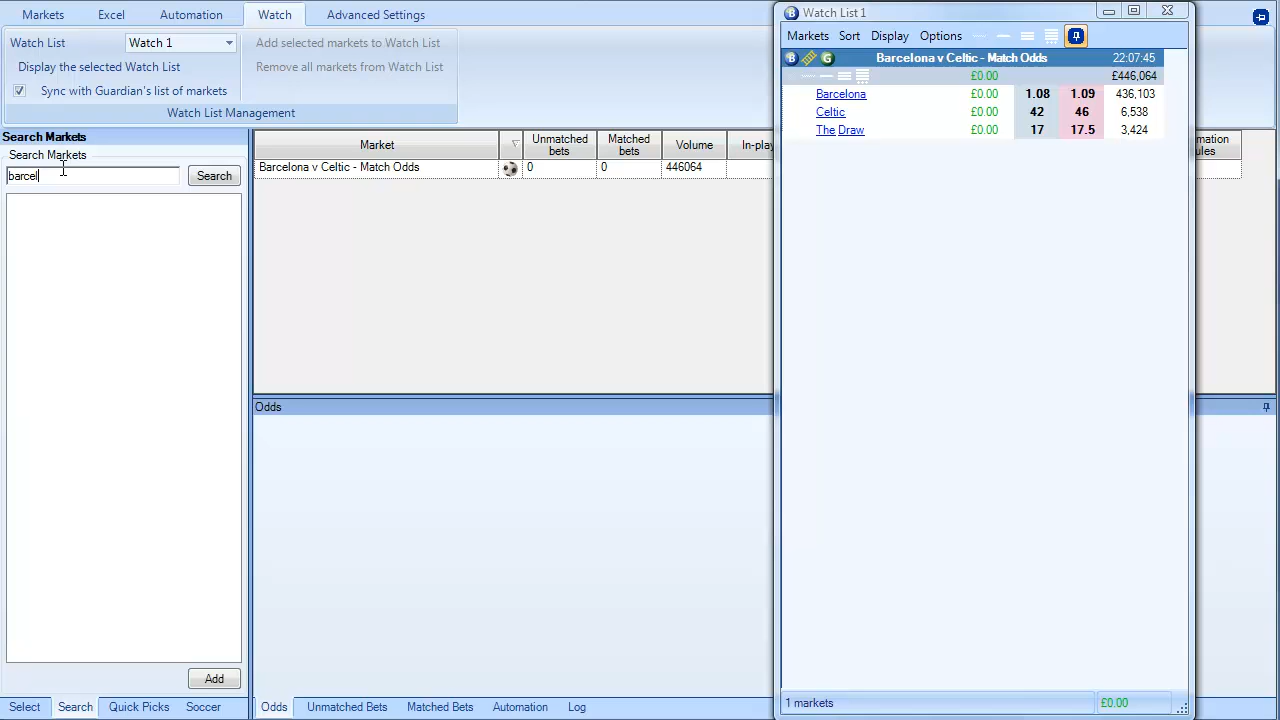 Markets Excel Automation Watch Advanced Settings
Watch List Watch 1 Add selected markets to Watch List
Display the selected Watch List Remove all markets from Watch List
Sync with Guardian's list of markets
Watch List Management
Search Markets
Search Markets
barcel Search
Add
Select Search Quick Picks Soccer
Market Unmatched bets Matched bets Volume In-play
Barcelona v Celtic - Match Odds 0 0 446064
Odds
Odds Unmatched Bets Matched Bets Automation Log
B Watch List 1
Markets Sort Display Options
B G Barcelona v Celtic - Match Odds 22:07:45
£0.00 £446,064
Barcelona £0.00 1.08 1.09 436,103
Celtic £0.00 42 46 6,538
The Draw £0.00 17 17.5 3,424
1 markets £0.00